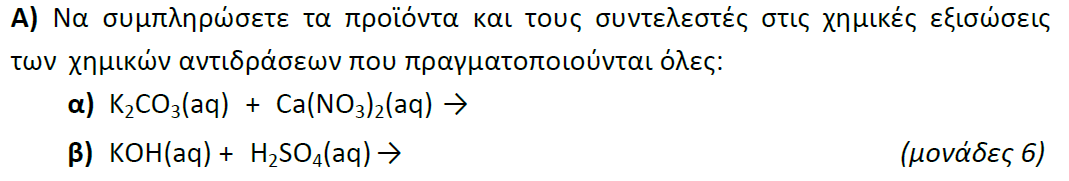 Α) Να συμπληρώσετε τα προϊόντα και τους συντελεστές στις χημικές εξισώσεις
των χημικών αντιδράσεων που πραγματοποιούνται όλες:
α) K₂CO₃(aq) + Ca(NO₃)₂(aq) →
β) KOH(aq) + H₂SO₄(aq) → (μονάδες 6)